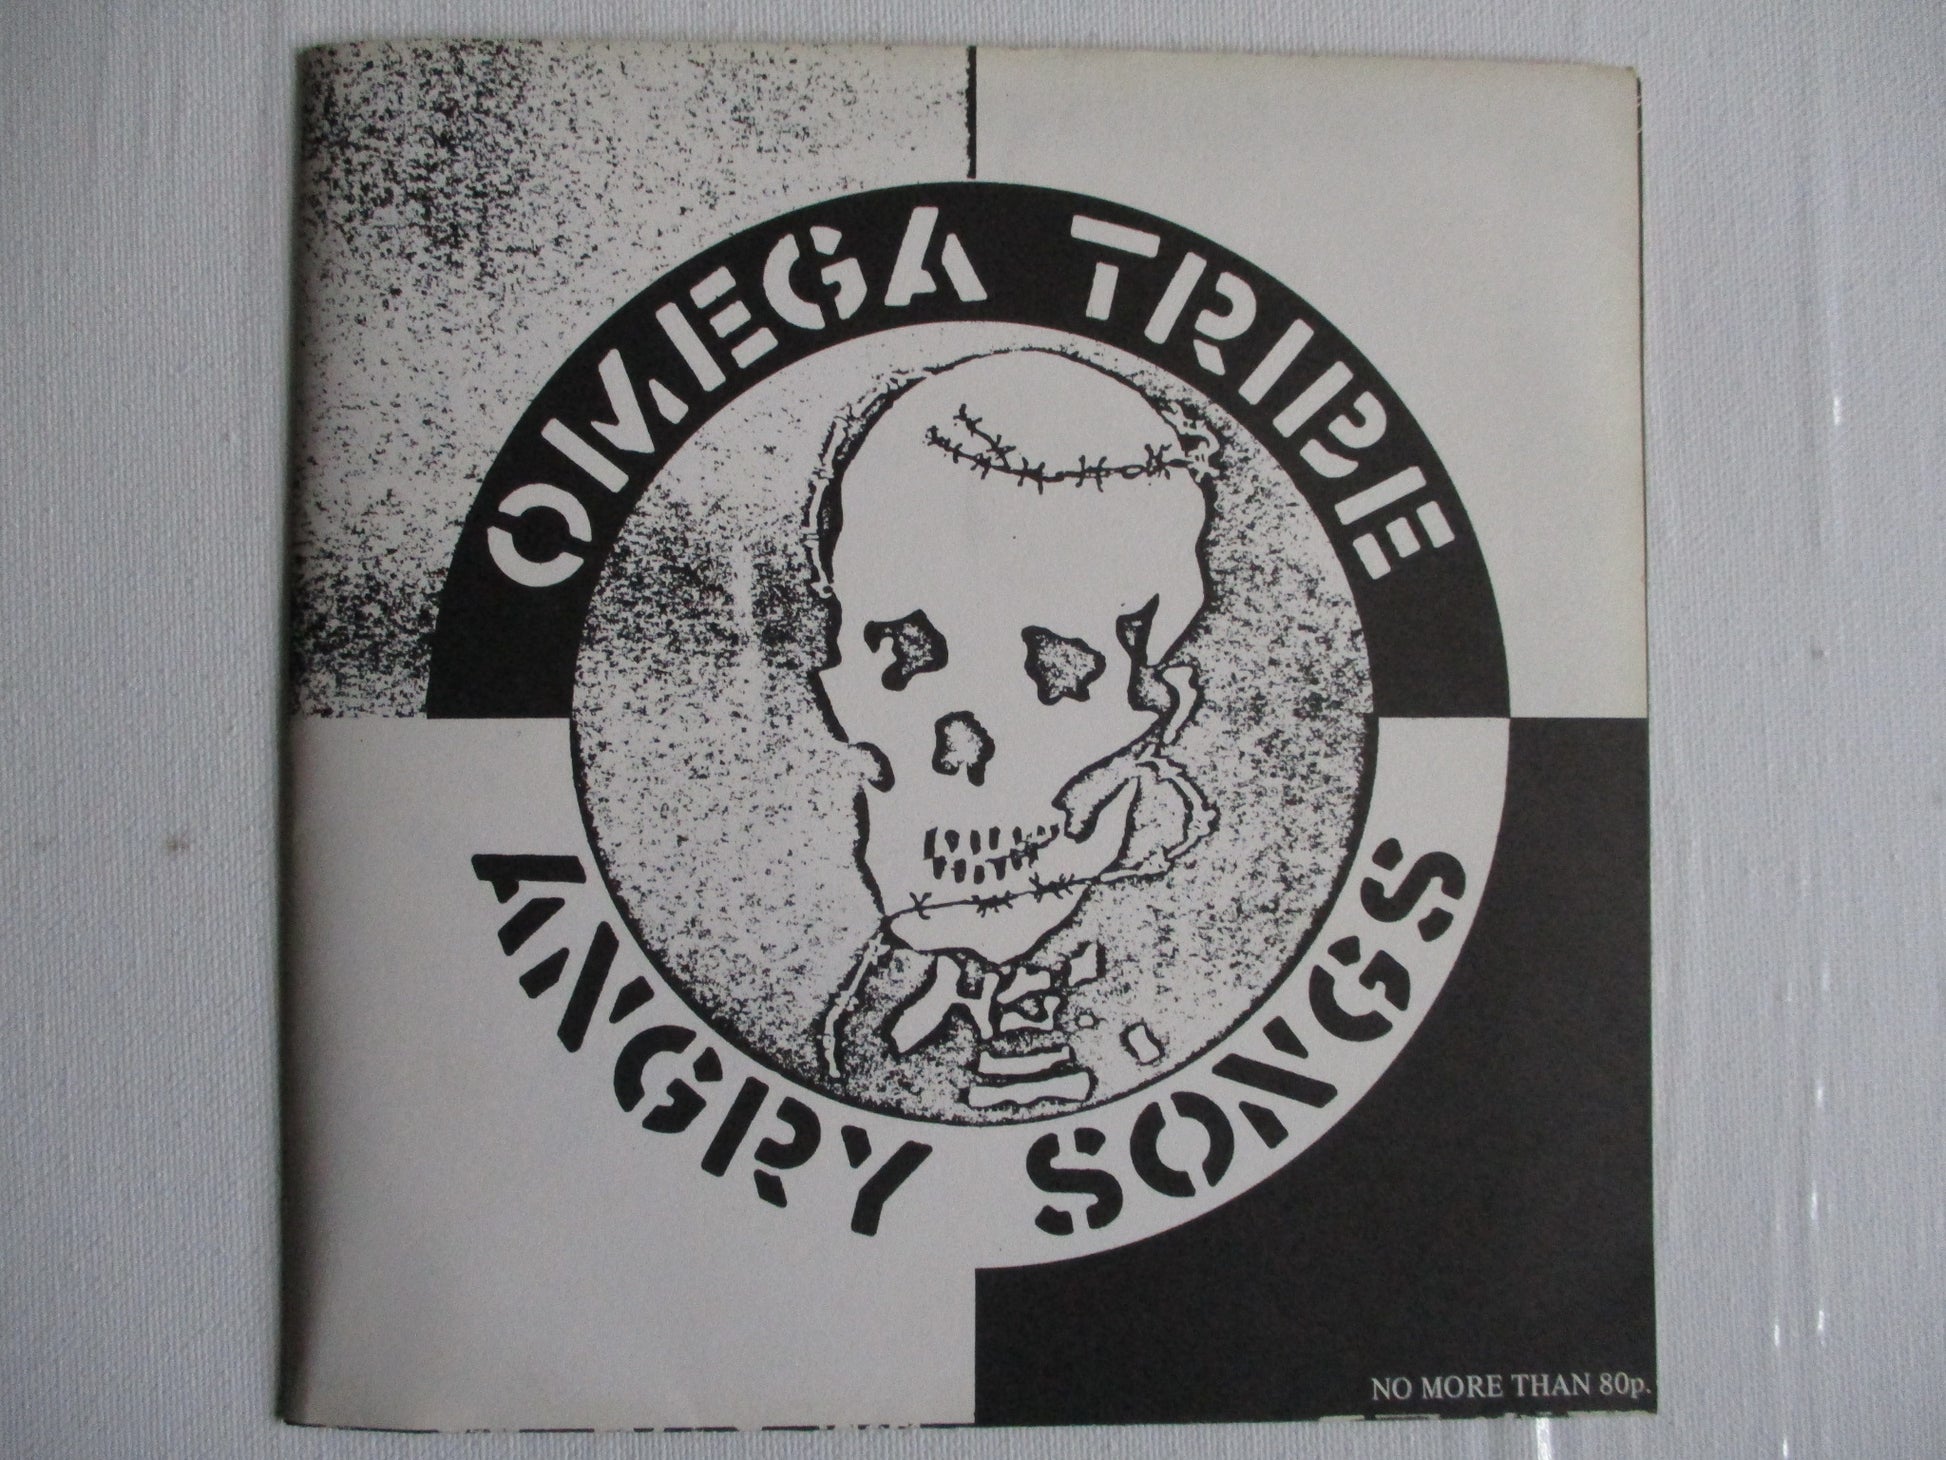 OMEGA TRIBE
ANGRY SONGS
NO MORE THAN 80p.